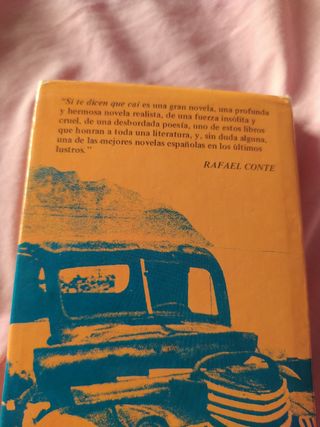 "Si te dicen que caí es una gran novela, una profunda
y hermosa novela realista, de una fuerza insólita y
cruel, de una desbordada poesía, uno de estos libros
que honran a toda una literatura, y, sin duda alguna,
una de las mejores novelas españolas en los últimos
lustros."
RAFAEL CONTE